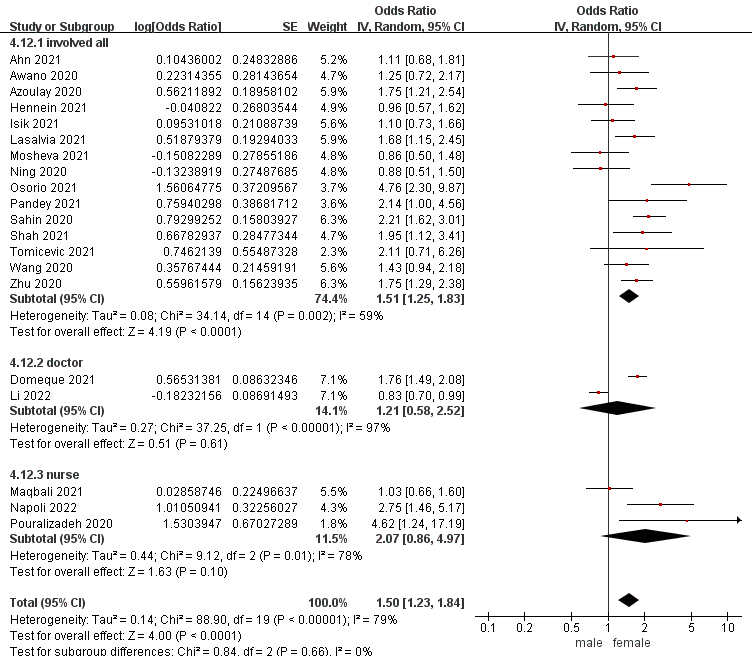 Odds Ratio Odds Ratio
Study or Subgroup log[Odds Ratio] SE Weight IV, Random, 95% CI IV, Random, 95% CI
4.12.1 involved all
Ahn 2021 0.10436002 0.24832886 5.2% 1.11 [0.68, 1.81]
Awano 2020 0.22314355 0.28143654 4.7% 1.25 [0.72, 2.17]
Azoulay 2020 0.56211892 0.18958102 5.9% 1.75 [1.21, 2.54]
Hennein 2021 -0.040822 0.26803544 4.9% 0.96 [0.57, 1.62]
Isik 2021 0.09531018 0.21088739 5.6% 1.10 [0.73, 1.66]
Lasalvia 2021 0.51879379 0.19294033 5.9% 1.68 [1.15, 2.45]
Mosheva 2021 -0.15082289 0.27855186 4.8% 0.86 [0.50, 1.48]
Ning 2020 -0.13238919 0.27487685 4.8% 0.88 [0.51, 1.50]
Osorio 2021 1.56064775 0.37209567 3.7% 4.76 [2.30, 9.87]
Pandey 2021 0.75940298 0.38681712 3.5% 2.14 [1.00, 4.56]
Sahin 2020 0.79299252 0.15803927 6.3% 2.21 [1.62, 3.01]
Shah 2021 0.66782937 0.28477344 4.7% 1.95 [1.12, 3.41]
Tomicevic 2021 0.7462139 0.55487328 2.3% 2.11 [0.71, 6.26]
Wang 2020 0.35767444 0.21459191 5.6% 1.43 [0.94, 2.18]
Zhu 2020 0.55961579 0.15623935 6.3% 1.75 [1.29, 2.38]
Subtotal (95% CI) 74.4% 1.51 [1.25, 1.83]
Heterogeneity: Tau² = 0.08; Chi² = 34.14, df = 14 (P = 0.002); I² = 59%
Test for overall effect: Z = 4.19 (P < 0.0001)
4.12.2 doctor
Domeque 2021 0.56531381 0.08632346 7.1% 1.76 [1.49, 2.08]
Li 2022 -0.18232156 0.08691493 7.1% 0.83 [0.70, 0.99]
Subtotal (95% CI) 14.1% 1.21 [0.58, 2.52]
Heterogeneity: Tau² = 0.27; Chi² = 37.25, df = 1 (P < 0.00001); I² = 97%
Test for overall effect: Z = 0.51 (P = 0.61)
4.12.3 nurse
Maqbali 2021 0.02858746 0.22496637 5.5% 1.03 [0.66, 1.60]
Napoli 2022 1.01050941 0.32256027 4.3% 2.75 [1.46, 5.17]
Pouralizadeh 2020 1.5303947 0.67027289 1.8% 4.62 [1.24, 17.19]
Subtotal (95% CI) 11.5% 2.07 [0.86, 4.97]
Heterogeneity: Tau² = 0.44; Chi² = 9.12, df = 2 (P = 0.01); I² = 78%
Test for overall effect: Z = 1.63 (P = 0.10)
Total (95% CI) 100.0% 1.50 [1.23, 1.84]
Heterogeneity: Tau² = 0.14; Chi² = 88.90, df = 19 (P < 0.00001); I² = 79%
Test for overall effect: Z = 4.00 (P < 0.0001)
Test for subgroup differences: Chi² = 0.84, df = 2 (P = 0.66), I² = 0%
0.1 0.2 0.5 1 2 5 10
male female